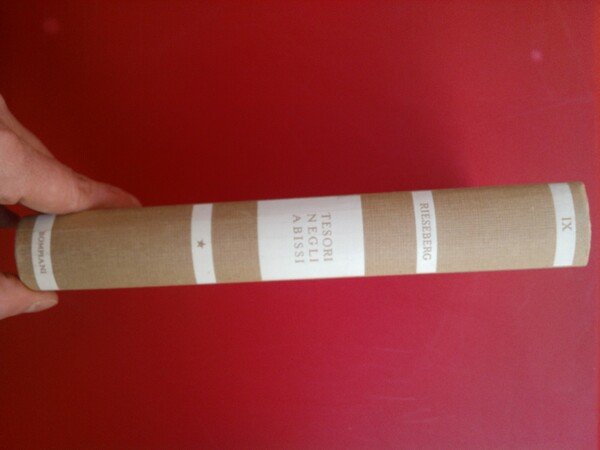 IX
RIESEBERG
TESORI
NEGLI
ABISSI
BOMPIANI